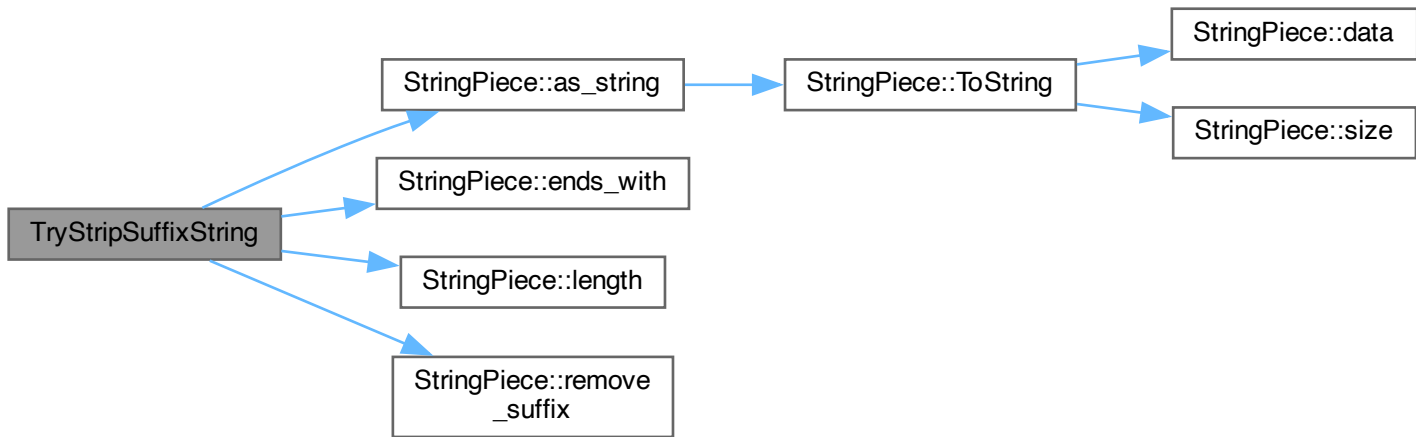 StringPiece::data
StringPiece::as_string
StringPiece::ToString
StringPiece::size
StringPiece::ends_with
TryStripSuffixString
StringPiece::length
StringPiece::remove
_suffix